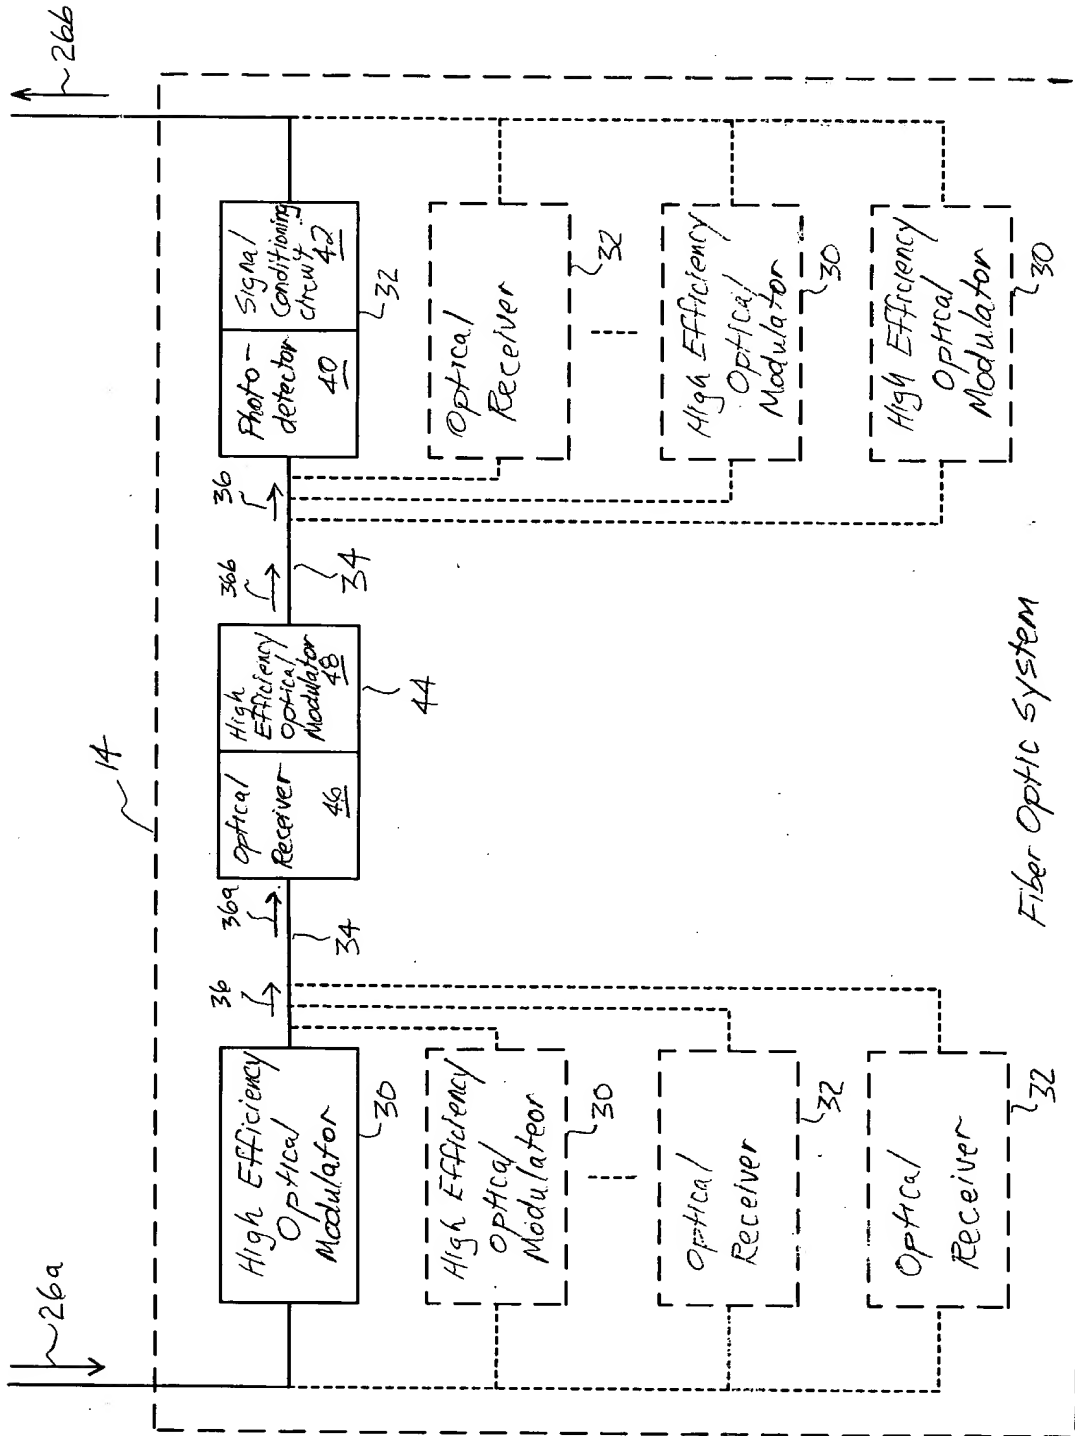 26a
14
26b
36
36a
36b
36
High Efficiency
Optical
Modulator
30
34
Optical
Receiver
46
High
Efficiency
Optical
Modulator
48
44
34
Photo-
detector
40
Signal
Conditioning
Circuity
42
32
High Efficiency
Optical
Modulateor
30
Optical
Receiver
32
Optical
Receiver
32
High Efficiency
Optical
Modulator
30
Optical
Receiver
32
High Efficiency
Optical
Modulator
30
Fiber Optic System